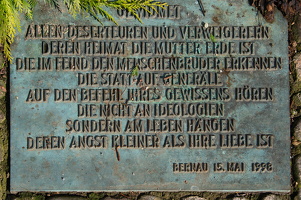 GEWIDMET
ALLEN DESERTEUREN UND VERWEIGERERN
DEREN HEIMAT DIE MUTTER ERDE IST
DIE IM FEIND DEN MENSCHENBRUDER ERKENNEN
DIE STATT AUF GENERÄLE
AUF DEN BEFEHL IHRES GEWISSENS HÖREN
DIE NICHT AN IDEOLOGIEN
SONDERN AM LEBEN HÄNGEN
DEREN ANGST KLEINER ALS IHRE LIEBE IST
BERNAU 15. MAI 1998